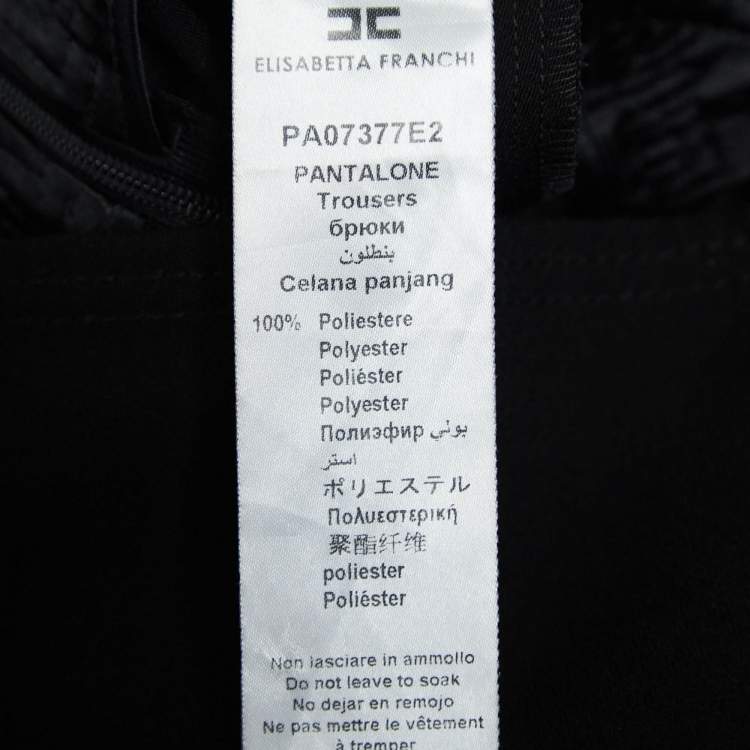 ELISABETTA FRANCHI
PA07377E2
PANTALONE
Trousers
брюки
بنطلون
Celana panjang
100% Poliestere
Polyester
Poliéster
Polyester
Полиэфир بولي
استر
ポリエステル
Πολυεστερική
聚酯纤维
poliester
Poliéster
Non lasciare in ammollo
Do not leave to soak
No dejar en remojo
Ne pas mettre le vêtement
à tremper